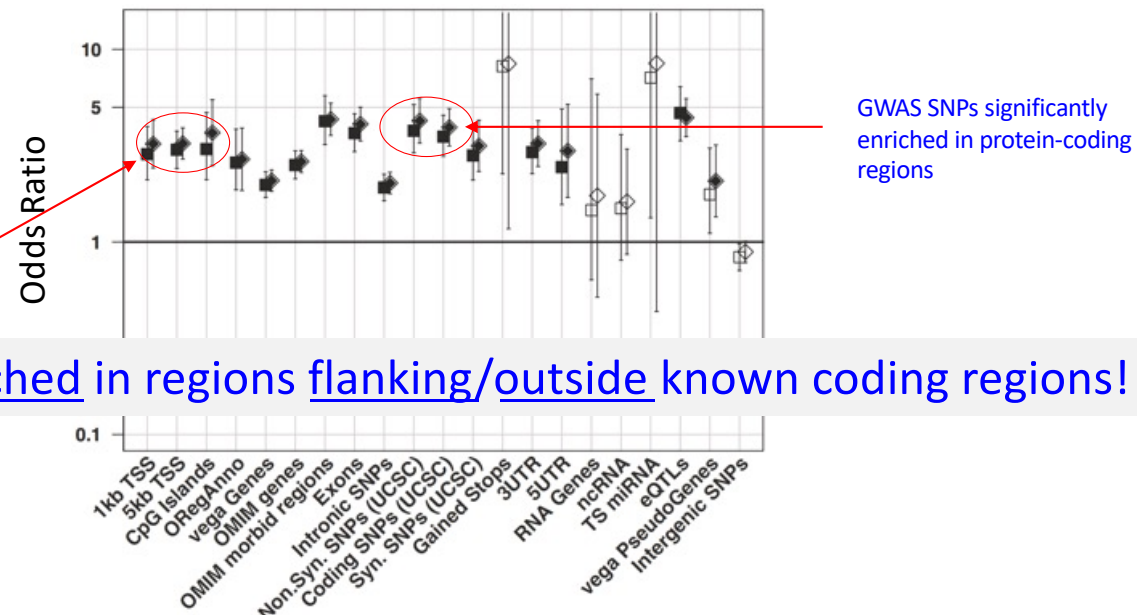 10
5
1
0.1
Odds Ratio
GWAS SNPs significantly
enriched in protein-coding
regions
ched in regions flanking/outside known coding regions!
1kb TSS
5kb TSS
CpG Islands
ORegAnno
vega Genes
OMIM genes
OMIM morbid regions
Exons
Intronic SNPs
Non.Syn. SNPs (UCSC)
Coding SNPs (UCSC)
Syn. SNPs (UCSC)
Gained Stops
3UTR
5UTR
RNA Genes
ncRNA
TS miRNA
eQTLs
vega PseudoGenes
Intergenic SNPs